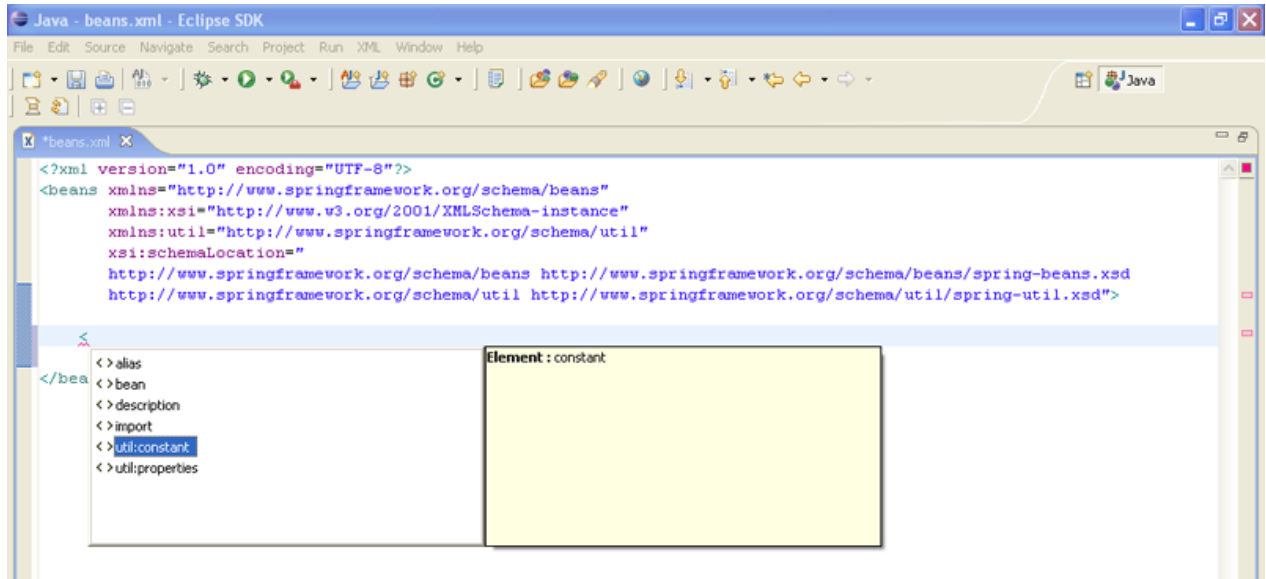 Java - beans.xml - Eclipse SDK
File Edit Source Navigate Search Project Run XML Window Help
Java
*beans.xml
<?xml version="1.0" encoding="UTF-8"?>
<beans xmlns="http://www.springframework.org/schema/beans"
xmlns:xsi="http://www.w3.org/2001/XMLSchema-instance"
xmlns:util="http://www.springframework.org/schema/util"
xsi:schemaLocation="
http://www.springframework.org/schema/beans http://www.springframework.org/schema/beans/spring-beans.xsd
http://www.springframework.org/schema/util http://www.springframework.org/schema/util/spring-util.xsd">
<
<> alias
Element : constant
</bea <> bean
<> description
<> import
<> util:constant
<> util:properties